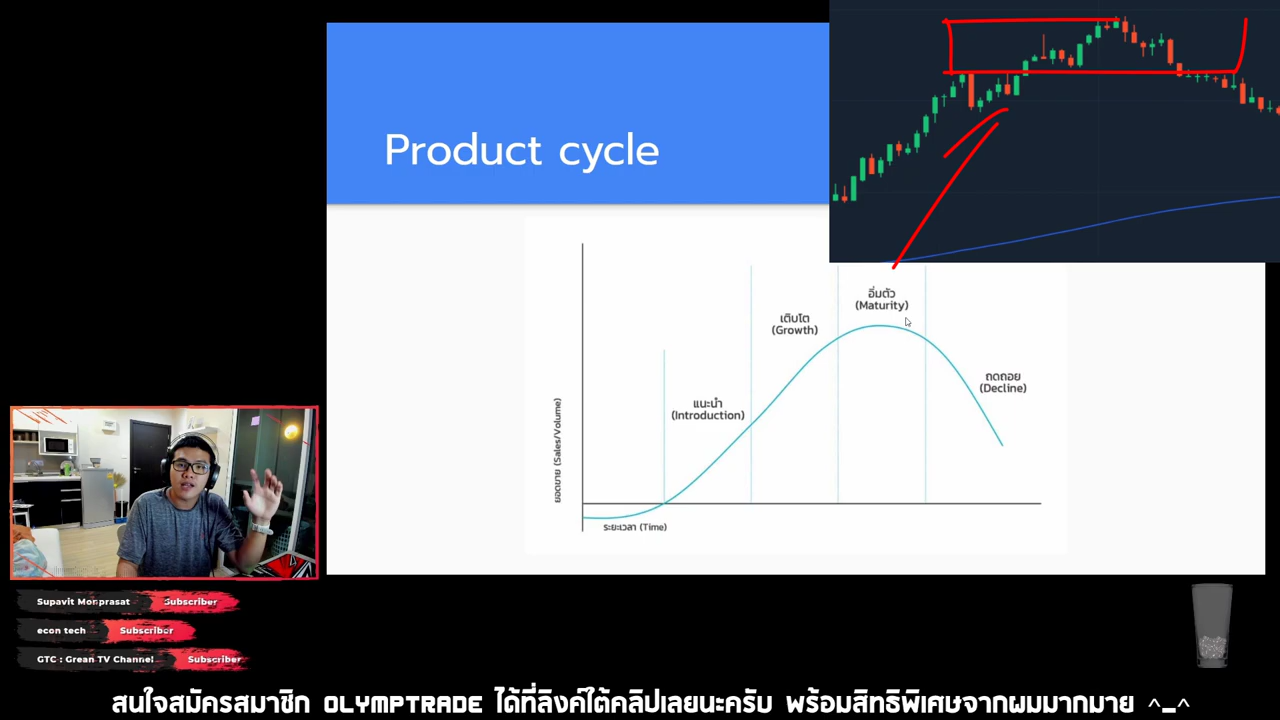 Product cycle
อิ่มตัว
(Maturity)
เติบโต
(Growth)
ถดถอย
(Decline)
แนะนำ
(Introduction)
ยอดขาย (Sales/Volume)
ระยะเวลา (Time)
Supavit Monprasat Subscriber
econ tech Subscriber
GTC : Grean TV Channel Subscriber
สนใจสมัครสมาชิก OLYMPTRADE ได้ที่ลิงค์ใต้คลิปเลยนะครับ พร้อมสิทธิพิเศษจากผมมากมาย ^_^